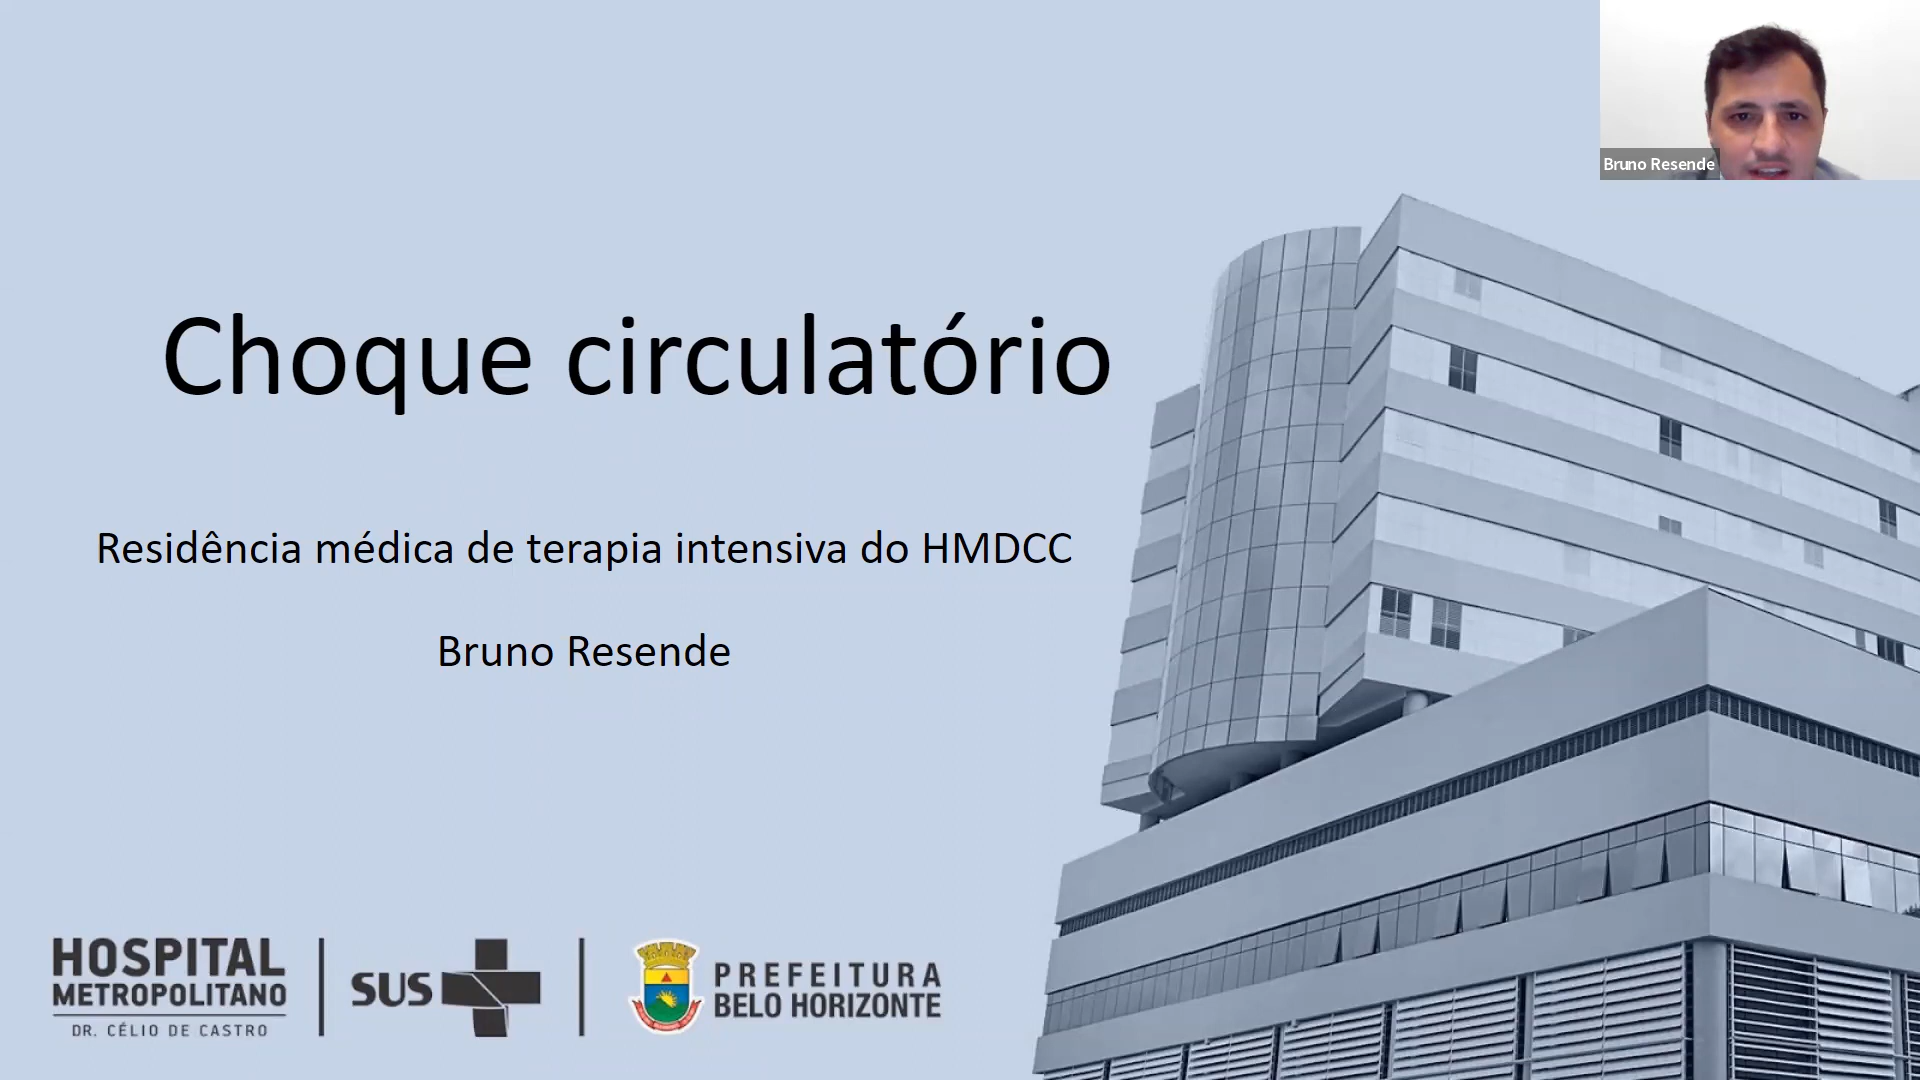 Bruno Resende
Choque circulatório
Residência médica de terapia intensiva do HMDCC
Bruno Resende
HOSPITAL
METROPOLITANO
DR. CÉLIO DE CASTRO
SUS
PREFEITURA
BELO HORIZONTE